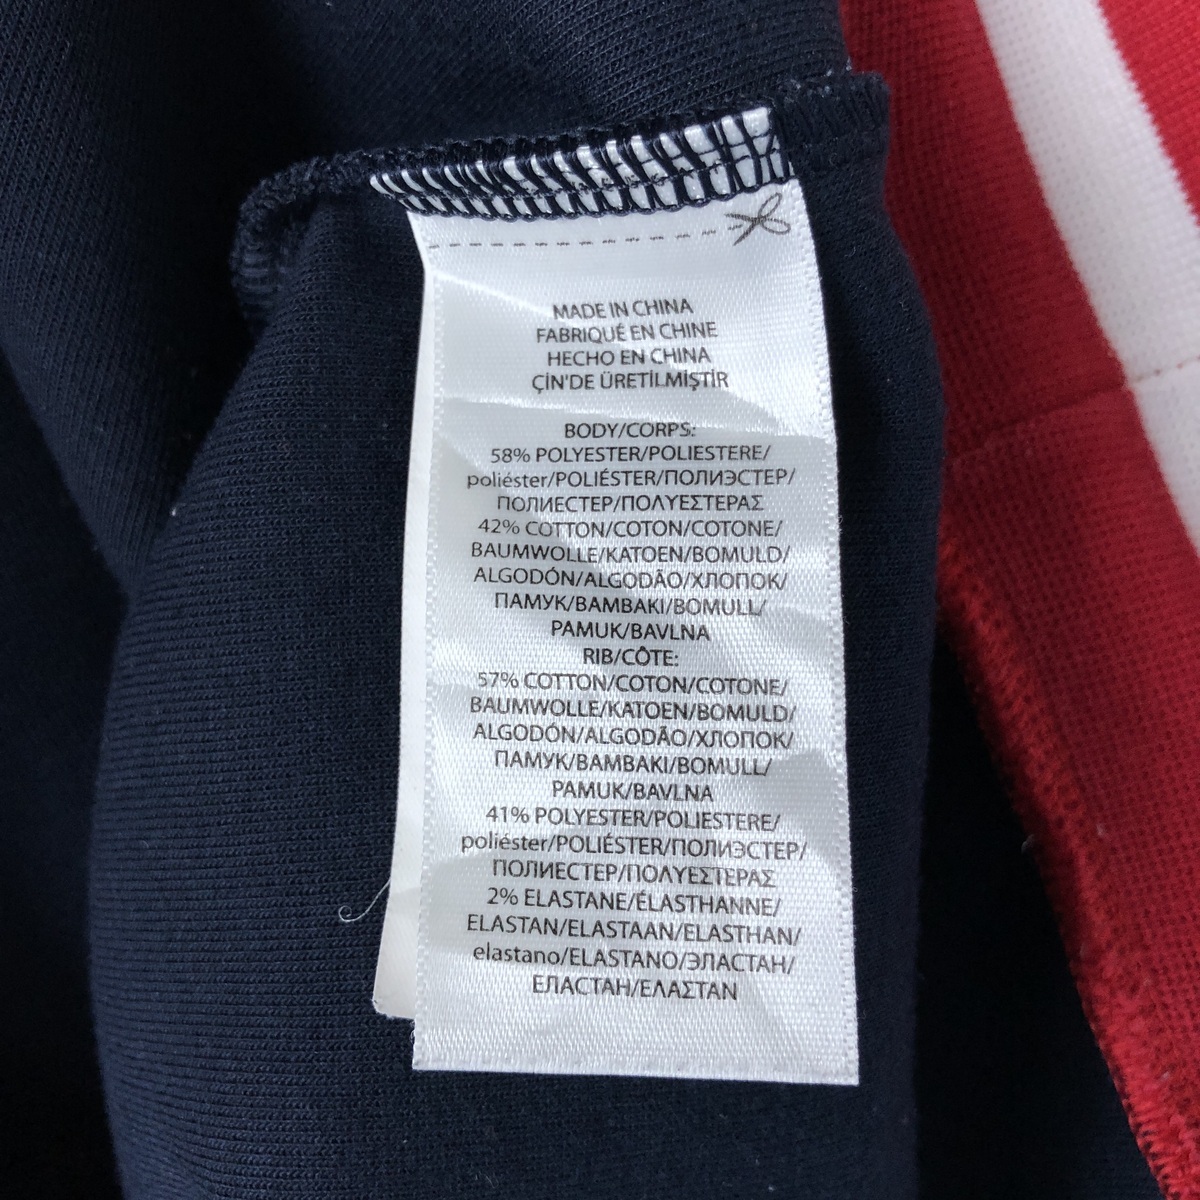 MADE IN CHINA
FABRIQUÉ EN CHINE
HECHO EN CHINA
ÇİN'DE ÜRETİLMİŞTİR
BODY/CORPS:
58% POLYESTER/POLIESTERE/
poliéster/POLIÉSTER/ПОЛИЭСТЕР/
ПОЛИЕСТЕР/ΠΟΛΥΕΣΤΕΡΑΣ
42% COTTON/COTON/COTONE/
BAUMWOLLE/KATOEN/BOMULD/
ALGODÓN/ALGODÃO/ХЛОПОК/
ПАМУК/BAMBAKI/BOMULL/
PAMUK/BAVLNA
RIB/CÔTE:
57% COTTON/COTON/COTONE/
BAUMWOLLE/KATOEN/BOMULD/
ALGODÓN/ALGODÃO/ХЛОПОК/
ПАМУК/BAMBAKI/BOMULL/
PAMUK/BAVLNA
41% POLYESTER/POLIESTERE/
poliéster/POLIÉSTER/ПОЛИЭСТЕР/
ПОЛИЕСТЕР/ΠΟΛΥΕΣΤΕΡΑΣ
2% ELASTANE/ÉLASTHANNE/
ELASTAN/ELASTAAN/ELASTHAN/
elastano/ELASTANO/ЭЛАСТАН/
ЕЛАСТАН/ΕΛΑΣΤΑΝ